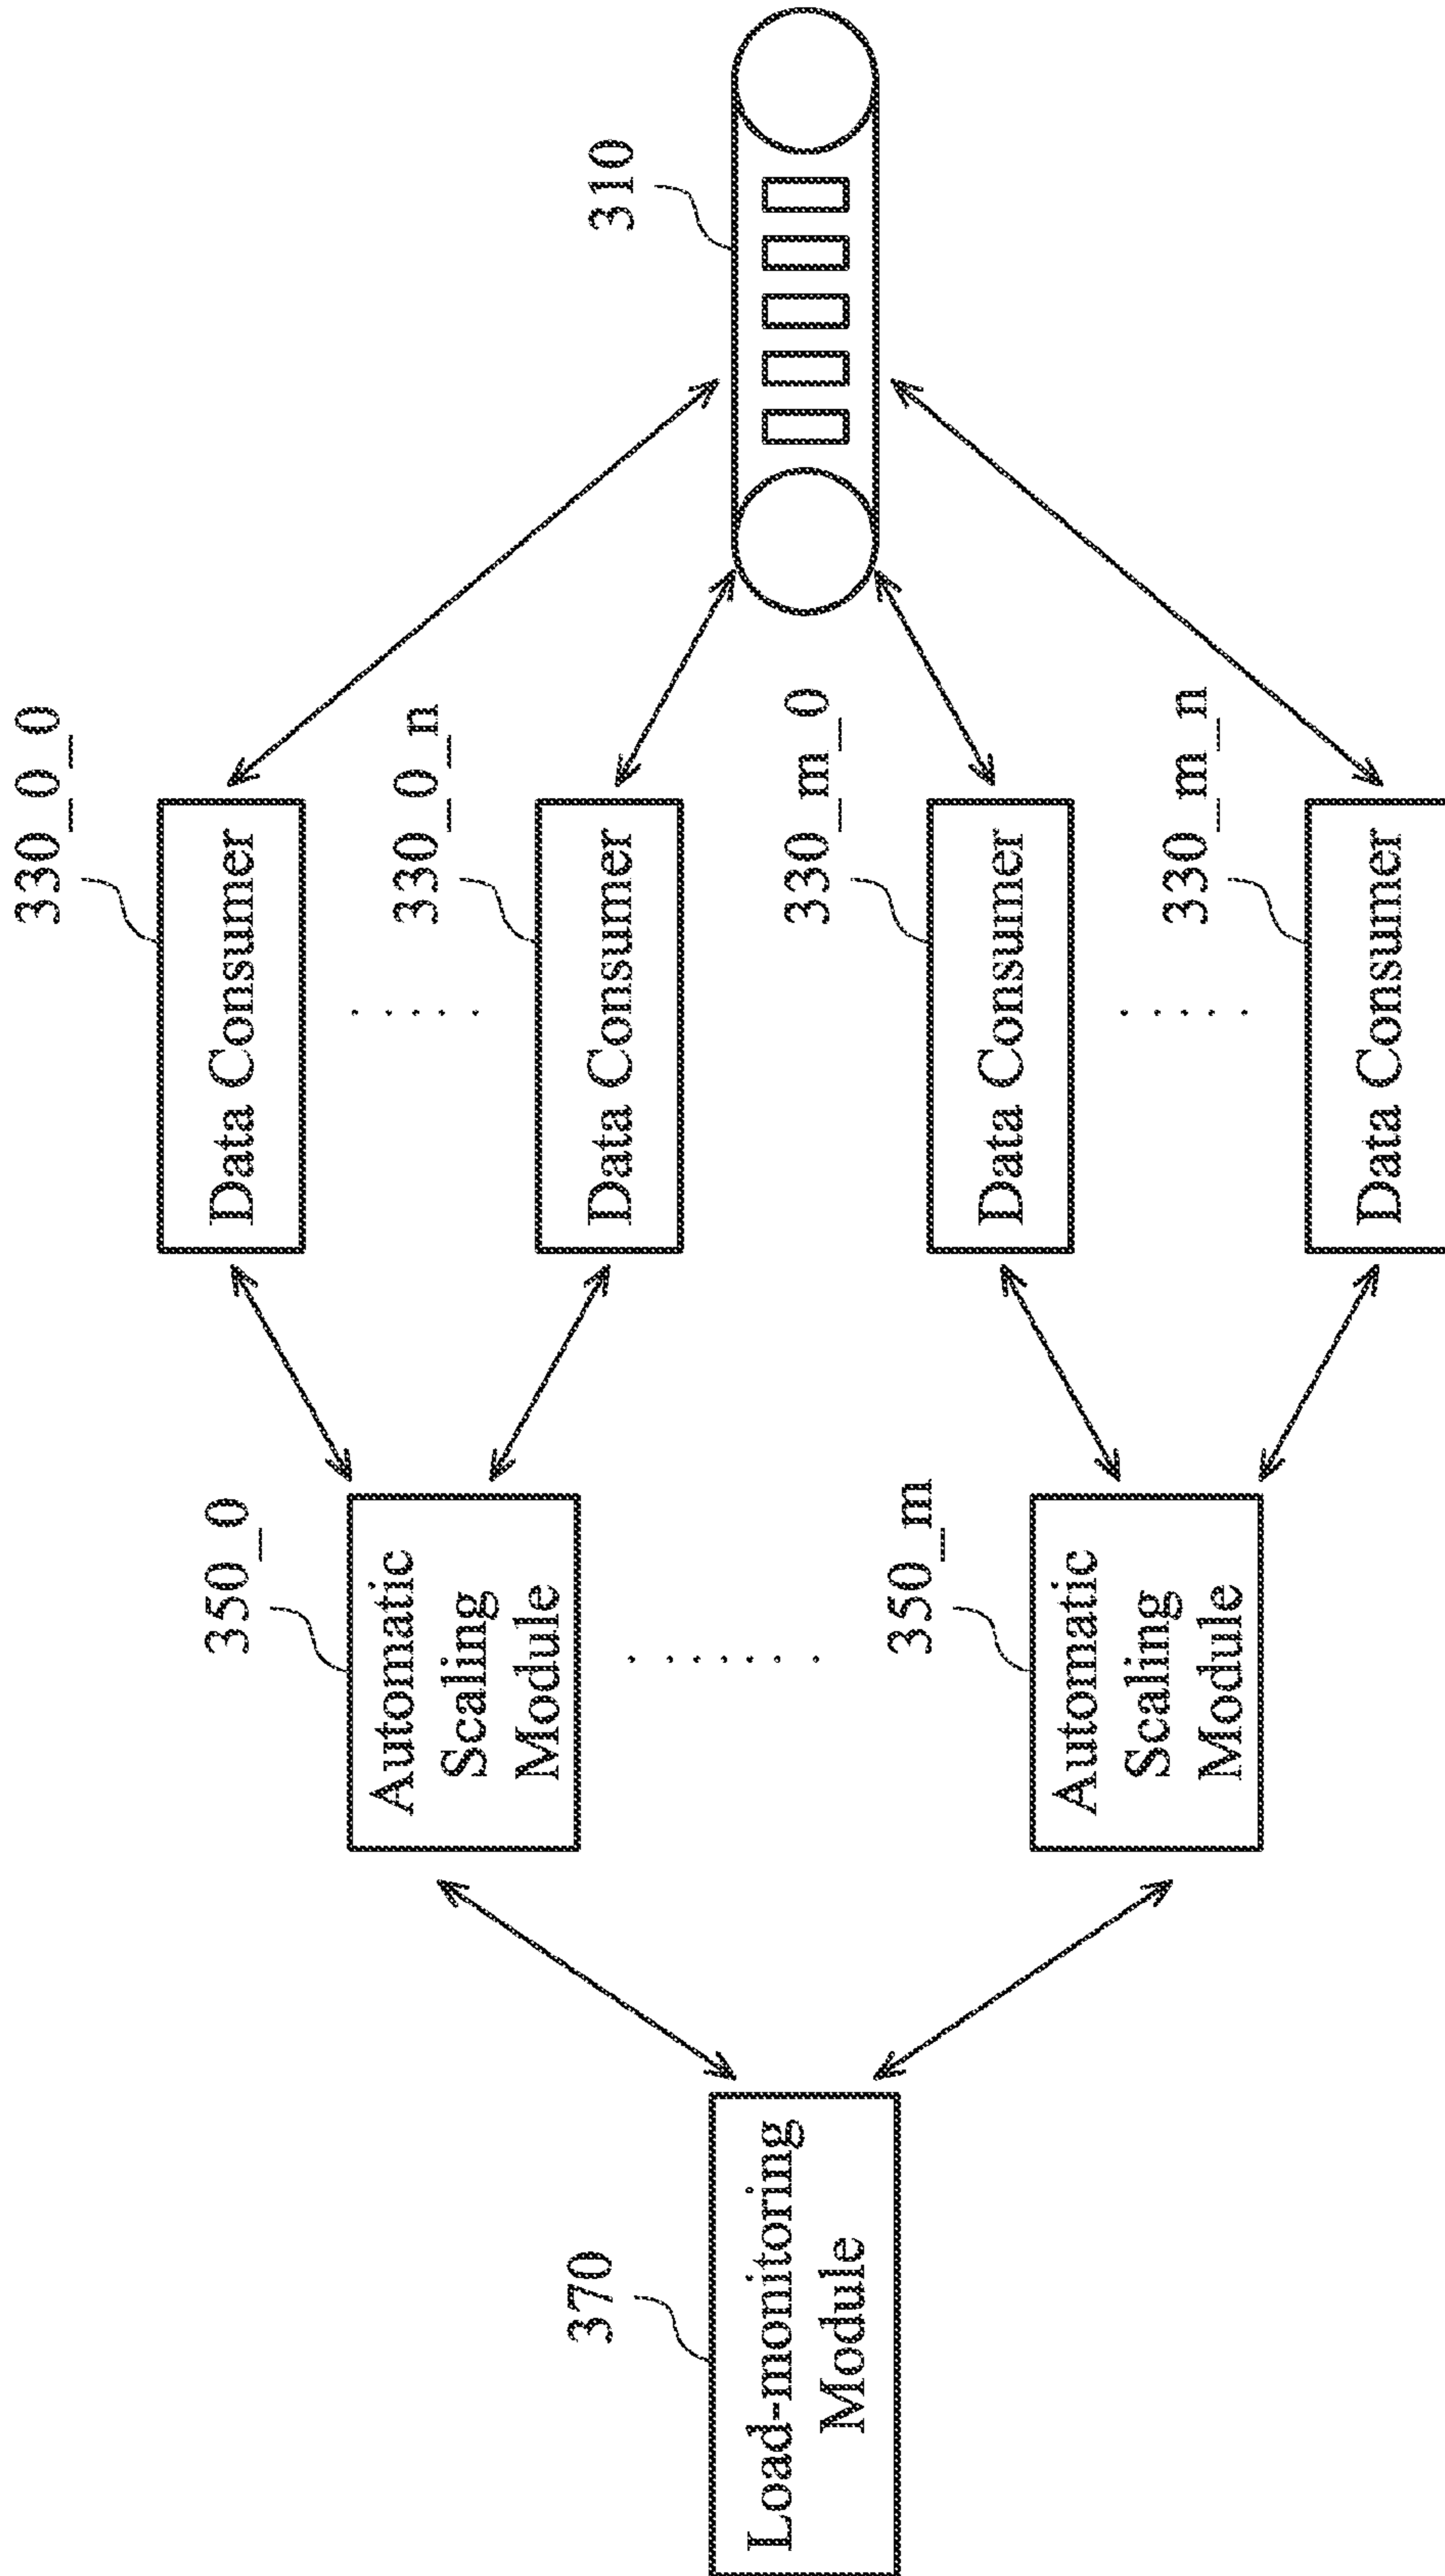 370
Load-monitoring
Module
350_0
Automatic
Scaling
Module
350_m
Automatic
Scaling
Module
330_0_0
Data Consumer
330_0_n
Data Consumer
330_m_0
Data Consumer
330_m_n
Data Consumer
310